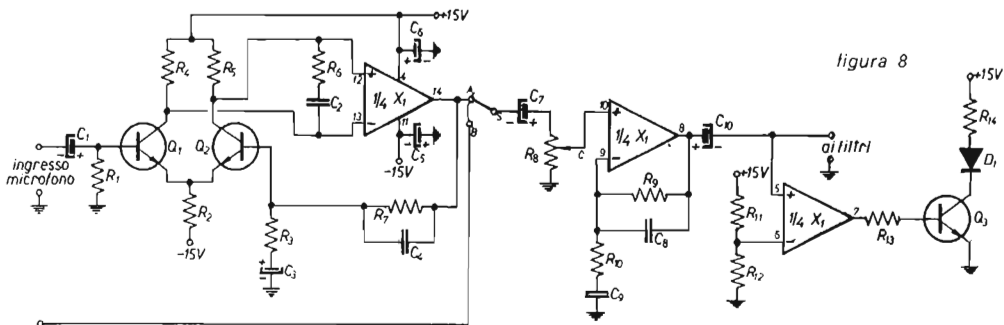 figura 8
+15V
C6
+ -
R4
R5
R6
C2
12
+
4
13
-
11
1/4 X1
14
C5
+ -
-15V
A
S
B
C7
- +
R8
C
10
+
9
-
1/4 X1
8
C10
+ -
ai filtri
+15V
R14
D1
C1
- +
ingresso
microfono
R1
Q1
Q2
R2
-15V
R3
+
-
C3
R7
C4
R9
C8
R10
C9
+15V
R11
R12
5
+
6
-
1/4 X1
7
R13
Q3